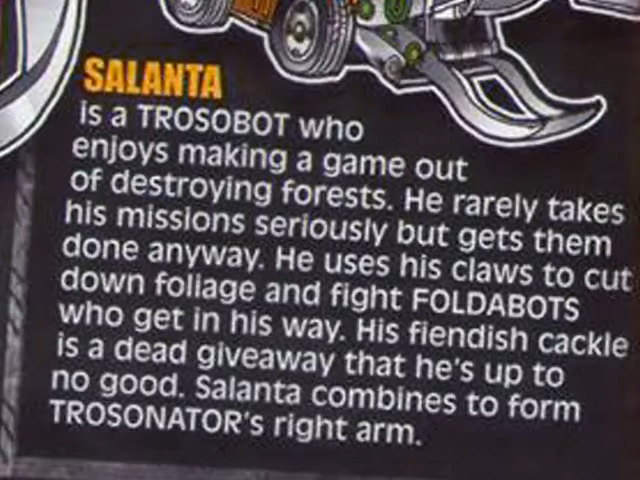 SALANTA
is a TROSOBOT who
enjoys making a game out
of destroying forests. He rarely takes
his missions seriously but gets them
done anyway. He uses his claws to cut
down foliage and fight FOLDABOTS
who get in his way. His fiendish cackle
is a dead giveaway that he's up to
no good. Salanta combines to form
TROSONATOR's right arm.